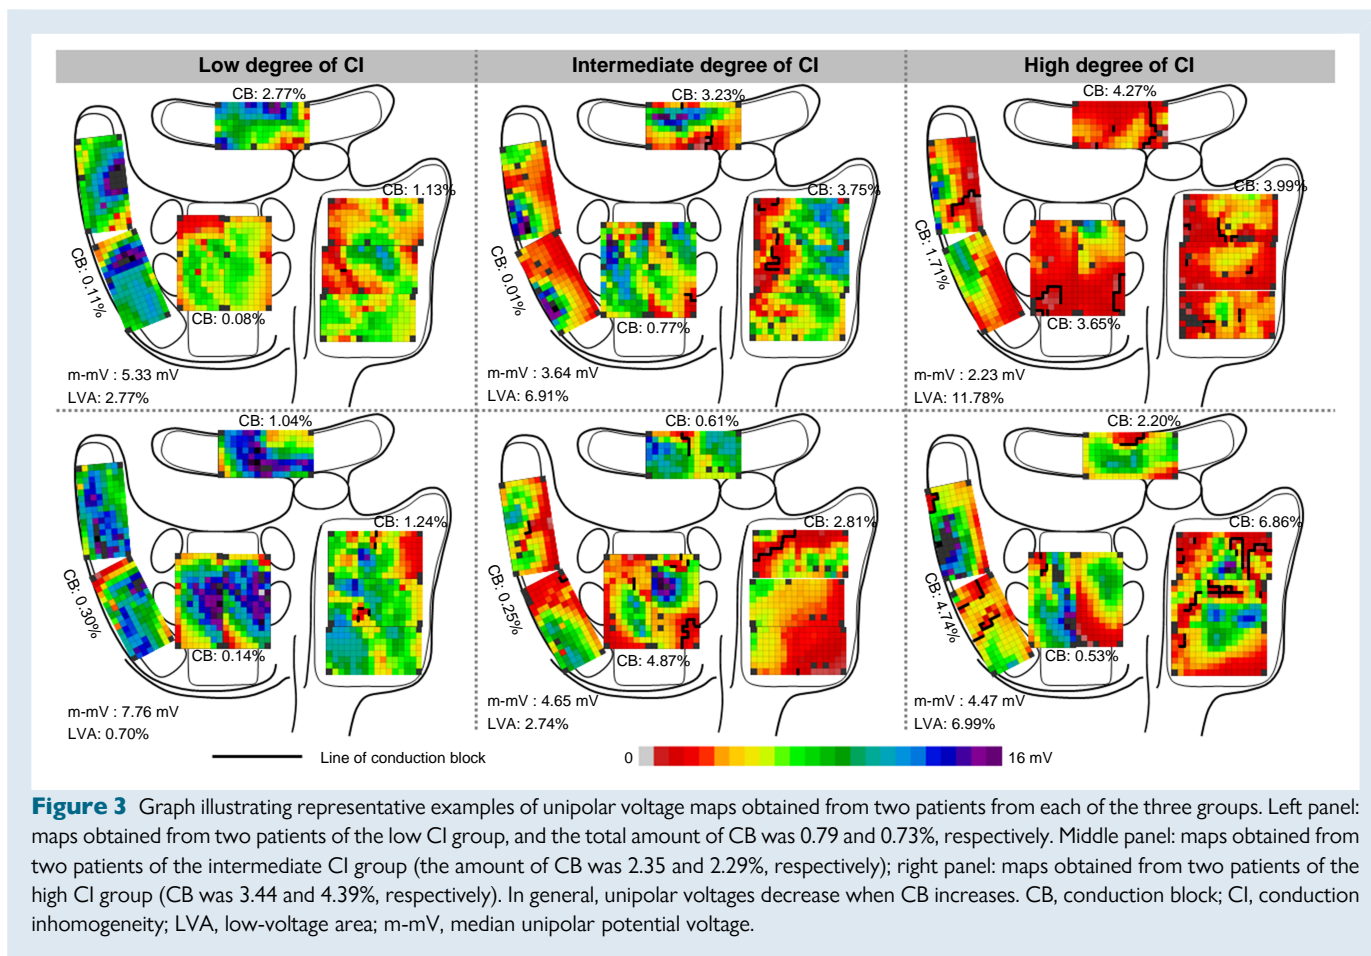 Low degree of CI
Intermediate degree of CI
High degree of CI
CB: 2.77%
CB: 1.13%
CB: 0.11%
CB: 0.08%
m-mV : 5.33 mV
LVA: 2.77%
CB: 3.23%
CB: 3.75%
CB: 0.01%
CB: 0.77%
m-mV : 3.64 mV
LVA: 6.91%
CB: 4.27%
CB: 3.99%
CB: 1.71%
CB: 3.65%
m-mV : 2.23 mV
LVA: 11.78%
CB: 1.04%
CB: 1.24%
CB: 0.30%
CB: 0.14%
m-mV : 7.76 mV
LVA: 0.70%
CB: 0.61%
CB: 2.81%
CB: 0.25%
CB: 4.87%
m-mV : 4.65 mV
LVA: 2.74%
CB: 2.20%
CB: 6.86%
CB: 4.74%
CB: 0.53%
m-mV : 4.47 mV
LVA: 6.99%
Line of conduction block
0
16 mV
Figure 3 Graph illustrating representative examples of unipolar voltage maps obtained from two patients from each of the three groups. Left panel:
maps obtained from two patients of the low CI group, and the total amount of CB was 0.79 and 0.73%, respectively. Middle panel: maps obtained from
two patients of the intermediate CI group (the amount of CB was 2.35 and 2.29%, respectively); right panel: maps obtained from two patients of the
high CI group (CB was 3.44 and 4.39%, respectively). In general, unipolar voltages decrease when CB increases. CB, conduction block; CI, conduction
inhomogeneity; LVA, low-voltage area; m-mV, median unipolar potential voltage.